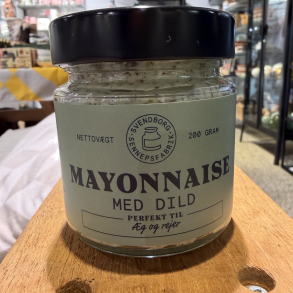 SVENDBORG
SENNEPSFABRIK
NETTOVÆGT
200 GRAM
MAYONNAISE
MED DILD
PERFEKT TIL
Æg og rejer